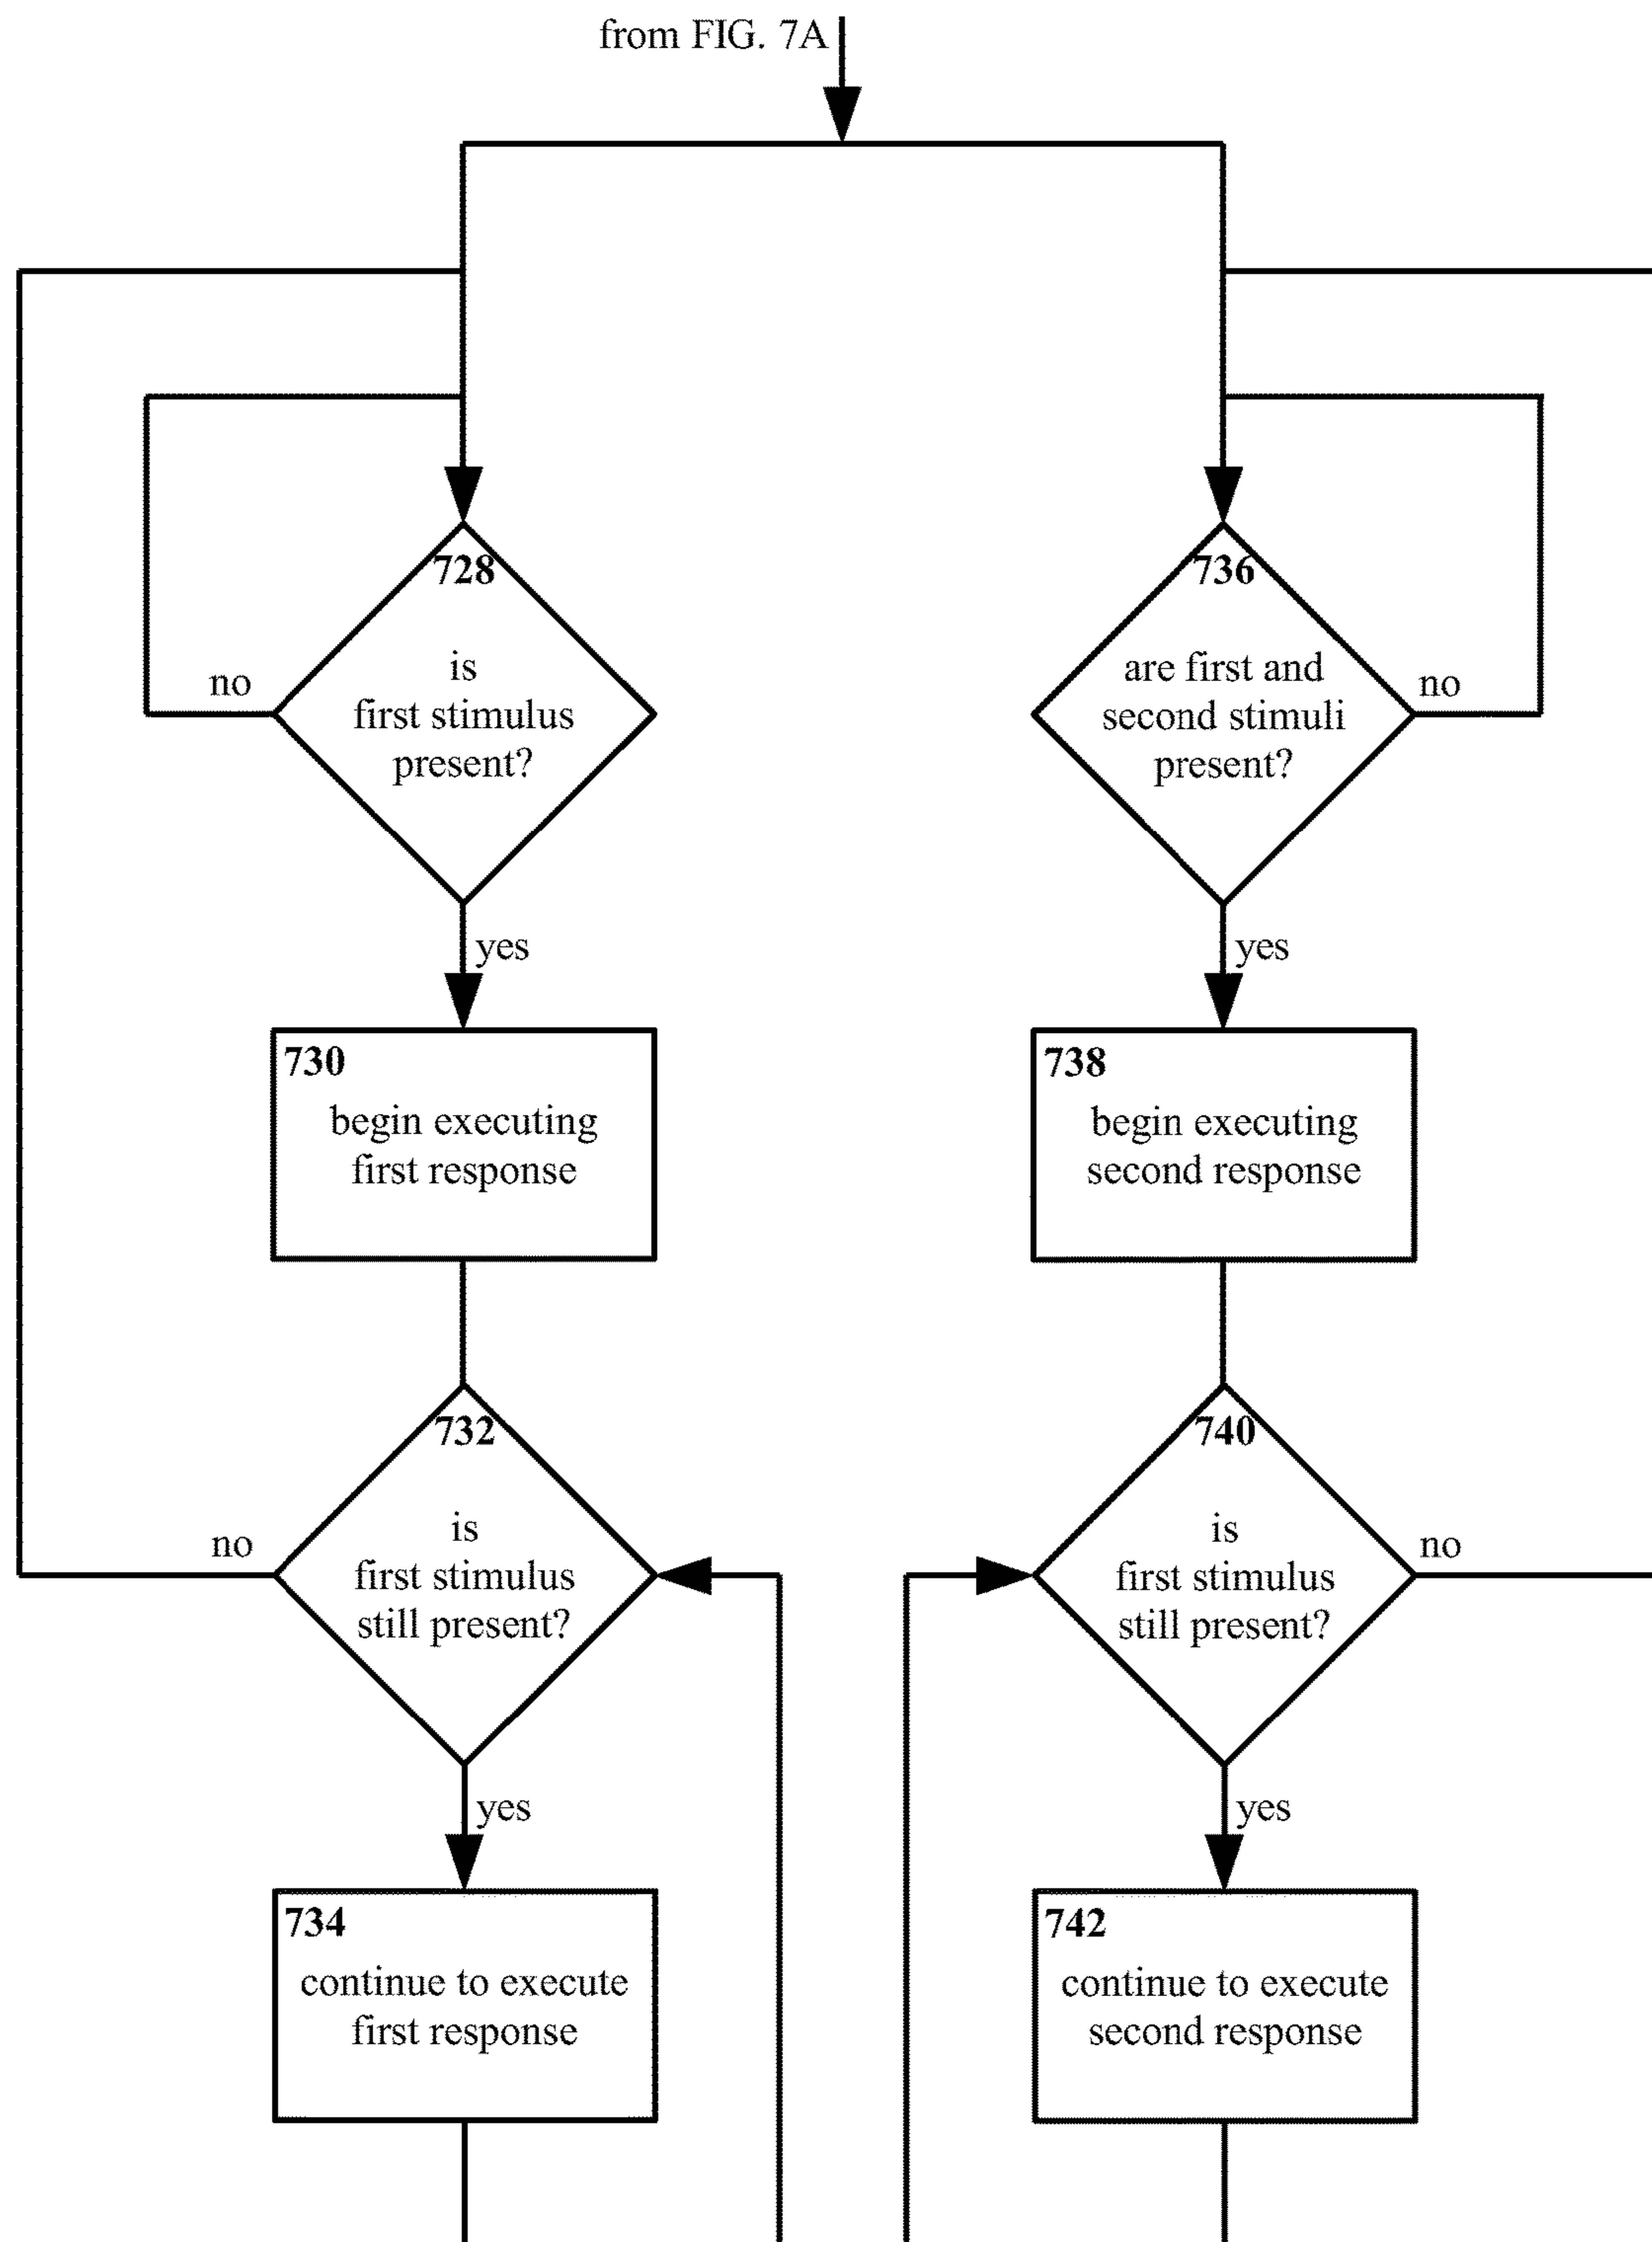 from FIG. 7A
728
is
first stimulus
present?
no
yes
730
begin executing
first response
732
is
first stimulus
still present?
no
yes
734
continue to execute
first response
736
are first and
second stimuli
present?
no
yes
738
begin executing
second response
740
is
first stimulus
still present?
no
yes
742
continue to execute
second response